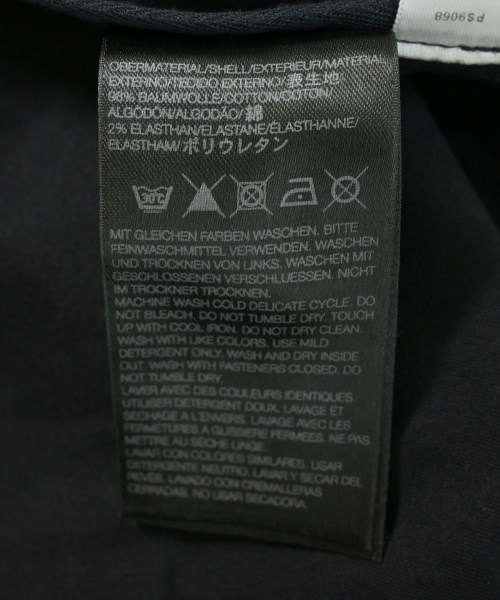 PS9068
OBERMATERIAL/SHELL/EXTERIEUR/MATERIAL
EXTERNO/TECIDO EXTERNO/表生地
98% BAUMWOLLE/COTTON/COTON/
ALGODÓN/ALGODÃO/綿
2% ELASTHAN/ELASTANE/ÉLASTHANNE/
ELASTHAM/ポリウレタン
30°C
MIT GLEICHEN FARBEN WASCHEN. BITTE
FEINWASCHMITTEL VERWENDEN. WASCHEN
UND TROCKNEN VON LINKS. WASCHEN MIT
GESCHLOSSENEN VERSCHLUESSEN. NICHT
IM TROCKNER TROCKNEN.
MACHINE WASH COLD DELICATE CYCLE. DO
NOT BLEACH. DO NOT TUMBLE DRY. TOUCH
UP WITH COOL IRON. DO NOT DRY CLEAN.
WASH WITH LIKE COLORS. USE MILD
DETERGENT ONLY. WASH AND DRY INSIDE
OUT. WASH WITH FASTENERS CLOSED. DO
NOT TUMBLE DRY.
LAVER AVEC DES COULEURS IDENTIQUES
UTILISER DETERGENT DOUX. LAVAGE ET
SECHAGE A L'ENVERS. LAVAGE AVEC LES
FERMETURES A GLISSIERE FERMEES. NE PAS
METTRE AU SÈCHE LINGE.
LAVAR CON COLORES SIMILARES. USAR
DETERGENTE NEUTRO. LAVAR Y SECAR DEL
REVÉS. LAVADO CON CREMALLERAS
CERRADAS. NO USAR SECADORA.